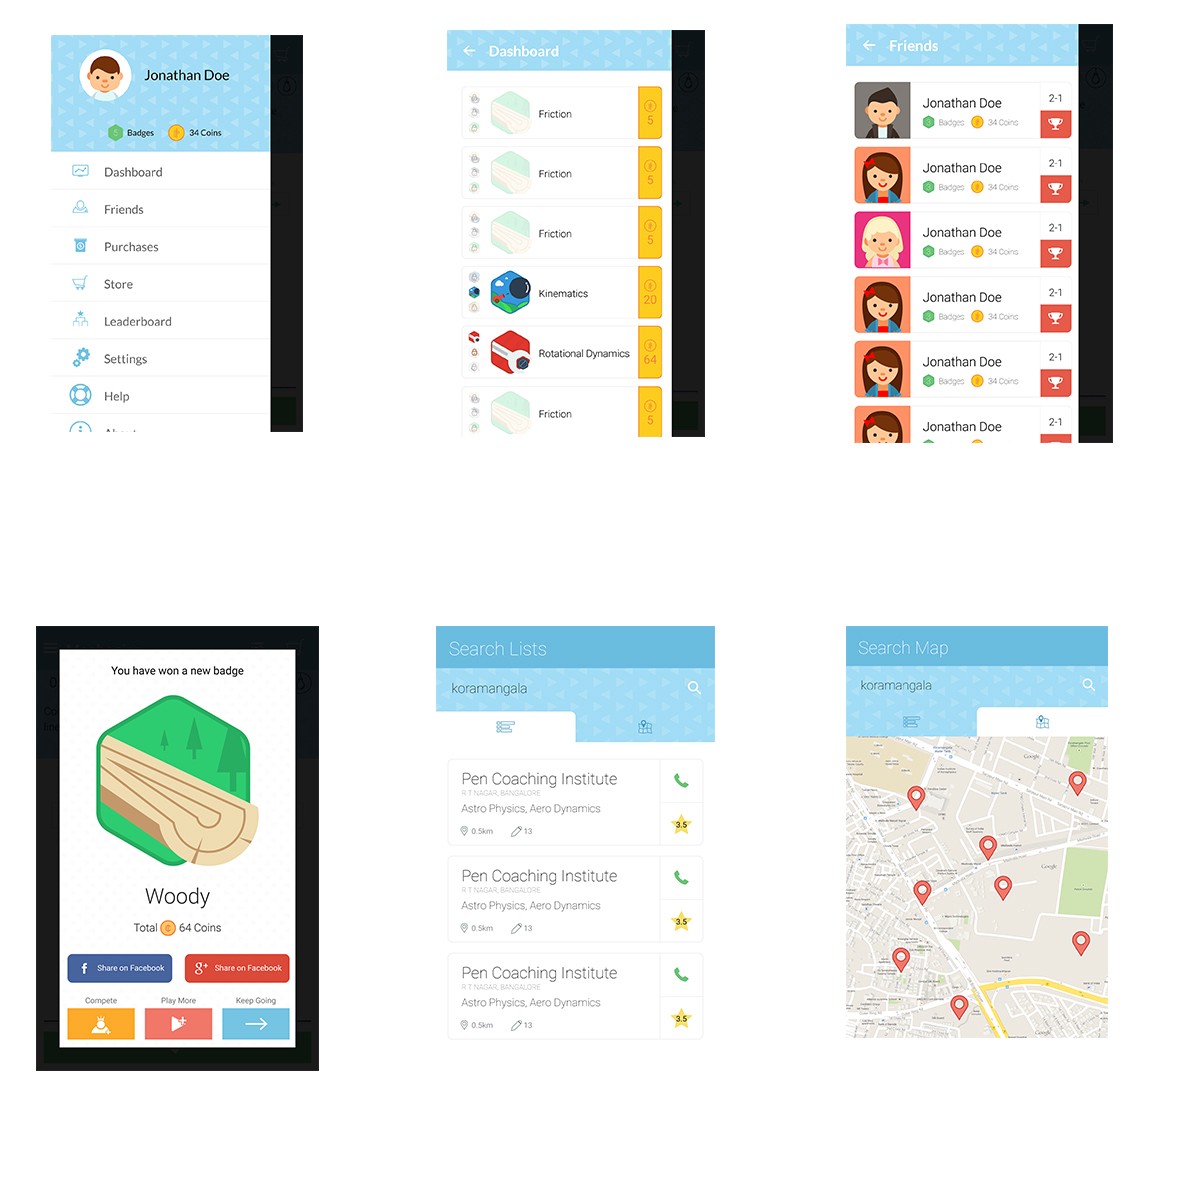 Jonathan Doe
5 Badges 34 Coins
Dashboard
Friends
Purchases
Store
Leaderboard
Settings
Help
About
Dashboard
Friction
5
Friction
5
Friction
5
Kinematics
20
Rotational Dynamics
64
Friction
5
Friends
Jonathan Doe
Badges 34 Coins
2-1
Jonathan Doe
Badges 34 Coins
2-1
Jonathan Doe
Badges 34 Coins
2-1
Jonathan Doe
Badges 34 Coins
2-1
Jonathan Doe
Badges 34 Coins
2-1
Jonathan Doe
Badges 34 Coins
2-1
You have won a new badge
Woody
Total 64 Coins
f Share on Facebook
g+ Share on Facebook
Compete
Play More
Keep Going
Search Lists
koramangala
Pen Coaching Institute
R T NAGAR, BANGALORE
Astro Physics, Aero Dynamics
0.5km 13
3.5
Pen Coaching Institute
R T NAGAR, BANGALORE
Astro Physics, Aero Dynamics
0.5km 13
3.5
Pen Coaching Institute
R T NAGAR, BANGALORE
Astro Physics, Aero Dynamics
0.5km 13
3.5
Search Map
koramangala
Google
Google
Google